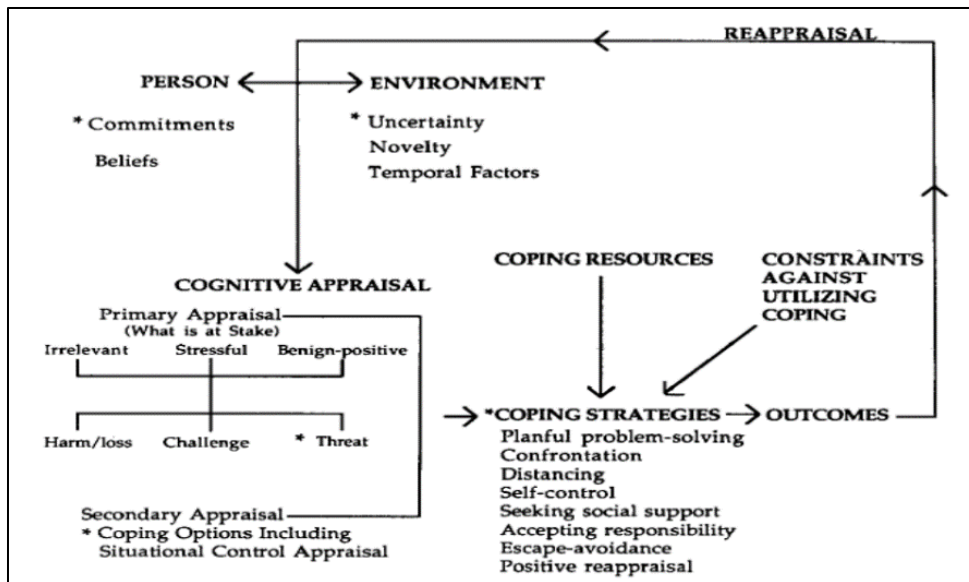 REAPPRAISAL
PERSON ENVIRONMENT
* Commitments
Beliefs
* Uncertainty
Novelty
Temporal Factors
COGNITIVE APPRAISAL
Primary Appraisal
(What is at Stake)
Irrelevant Stressful Benign-positive
Harm/loss Challenge * Threat
Secondary Appraisal
* Coping Options Including
Situational Control Appraisal
COPING RESOURCES
CONSTRAINTS
AGAINST
UTILIZING
COPING
*COPING STRATEGIES OUTCOMES
Planful problem-solving
Confrontation
Distancing
Self-control
Seeking social support
Accepting responsibility
Escape-avoidance
Positive reappraisal